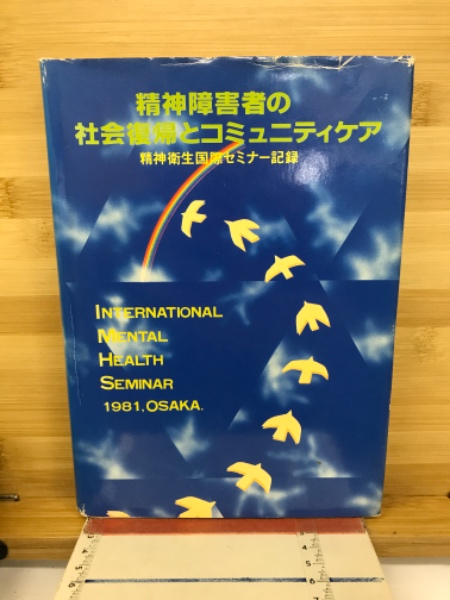 精神障害者の
社会復帰とコミュニティケア
精神衛生国際セミナー記録
INTERNATIONAL
MENTAL
HEALTH
SEMINAR
1981, OSAKA.